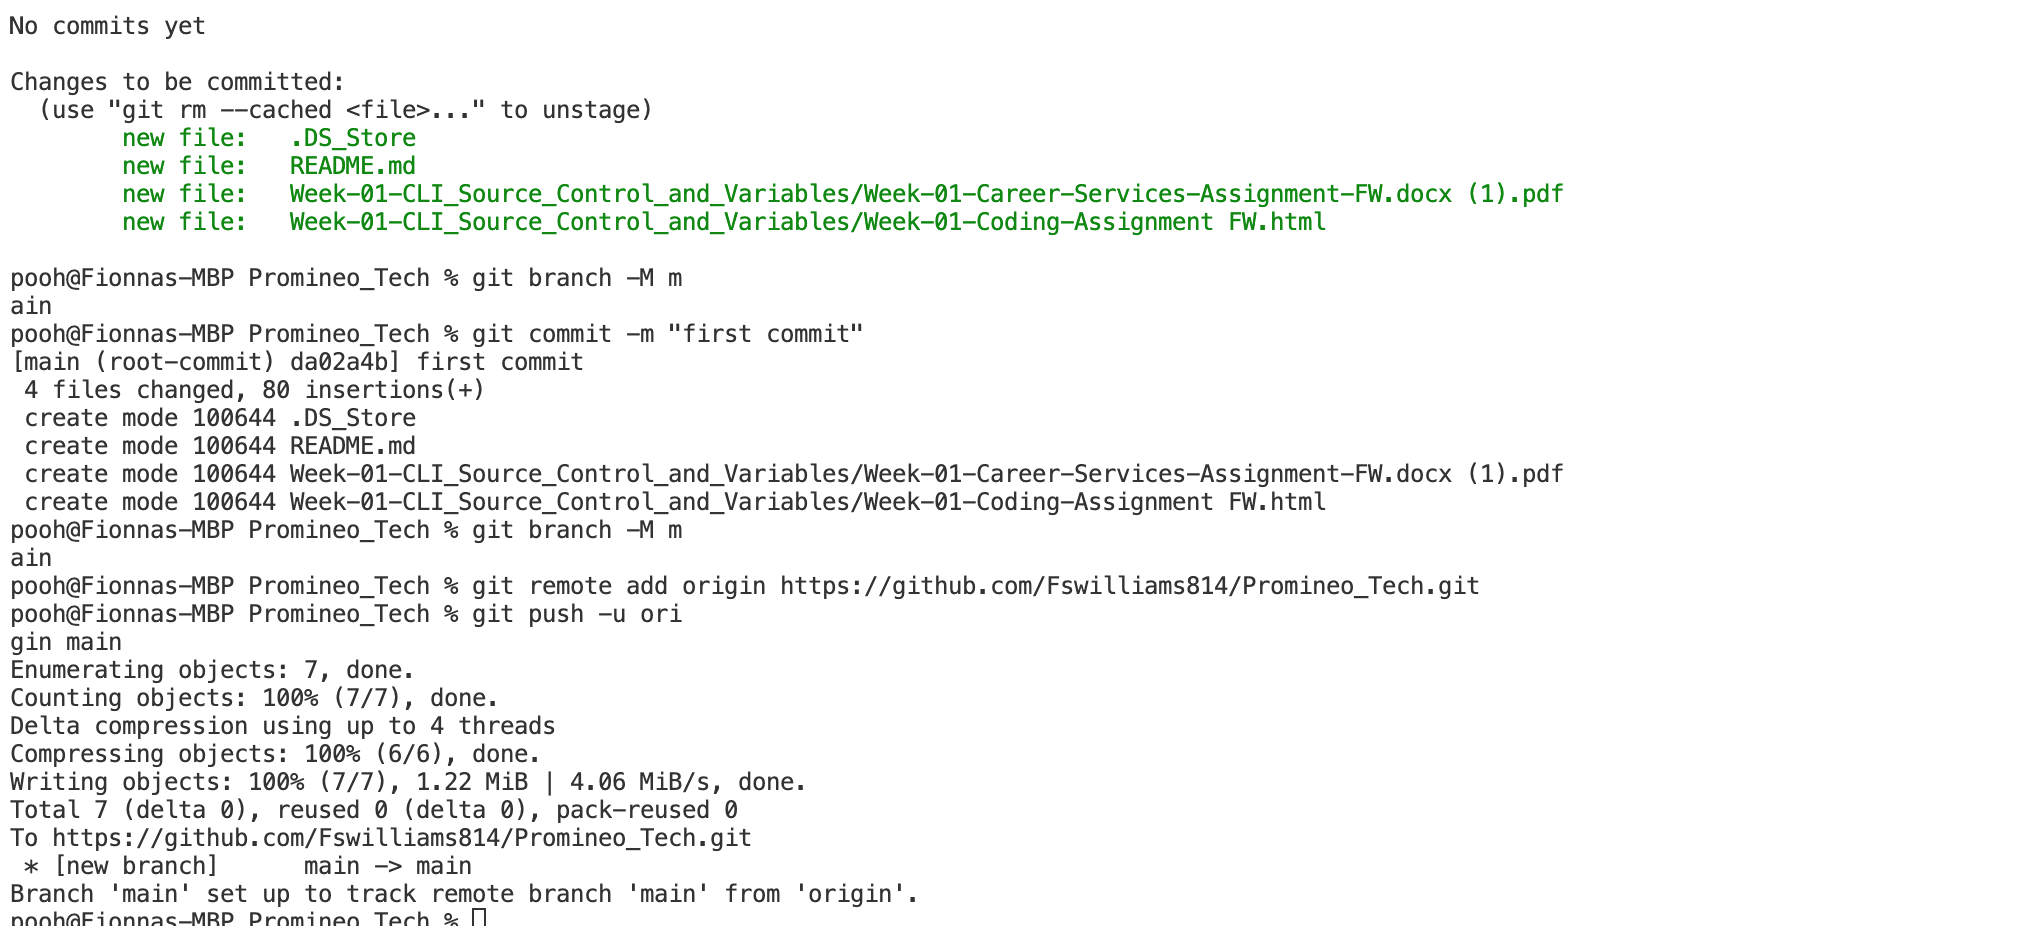 No commits yet

Changes to be committed:
  (use "git rm --cached <file>..." to unstage)
        new file:   .DS_Store
        new file:   README.md
        new file:   Week-01-CLI_Source_Control_and_Variables/Week-01-Career-Services-Assignment-FW.docx (1).pdf
        new file:   Week-01-CLI_Source_Control_and_Variables/Week-01-Coding-Assignment FW.html

pooh@Fionnas-MBP Promineo_Tech % git branch -M m
ain
pooh@Fionnas-MBP Promineo_Tech % git commit -m "first commit"
[main (root-commit) da02a4b] first commit
 4 files changed, 80 insertions(+)
 create mode 100644 .DS_Store
 create mode 100644 README.md
 create mode 100644 Week-01-CLI_Source_Control_and_Variables/Week-01-Career-Services-Assignment-FW.docx (1).pdf
 create mode 100644 Week-01-CLI_Source_Control_and_Variables/Week-01-Coding-Assignment FW.html
pooh@Fionnas-MBP Promineo_Tech % git branch -M m
ain
pooh@Fionnas-MBP Promineo_Tech % git remote add origin https://github.com/Fswilliams814/Promineo_Tech.git
pooh@Fionnas-MBP Promineo_Tech % git push -u ori
gin main
Enumerating objects: 7, done.
Counting objects: 100% (7/7), done.
Delta compression using up to 4 threads
Compressing objects: 100% (6/6), done.
Writing objects: 100% (7/7), 1.22 MiB | 4.06 MiB/s, done.
Total 7 (delta 0), reused 0 (delta 0), pack-reused 0
To https://github.com/Fswilliams814/Promineo_Tech.git
 * [new branch]      main -> main
Branch 'main' set up to track remote branch 'main' from 'origin'.
pooh@Fionnas-MBP Promineo_Tech %